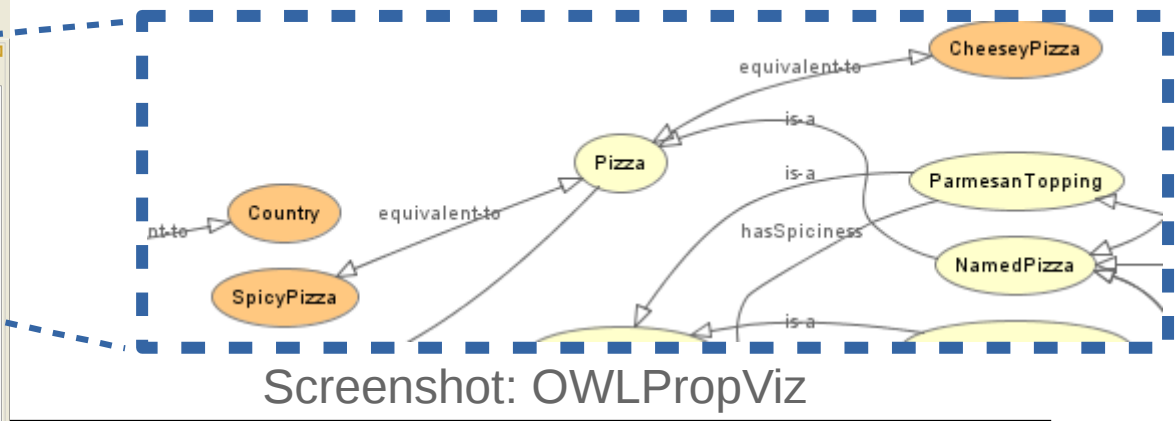 CheeseyPizza
equivalent-to
is-a
Pizza
is-a
ParmesanTopping
Country
equivalent-to
nt-to
hasSpiciness
NamedPizza
SpicyPizza
is-a
Screenshot: OWLPropViz